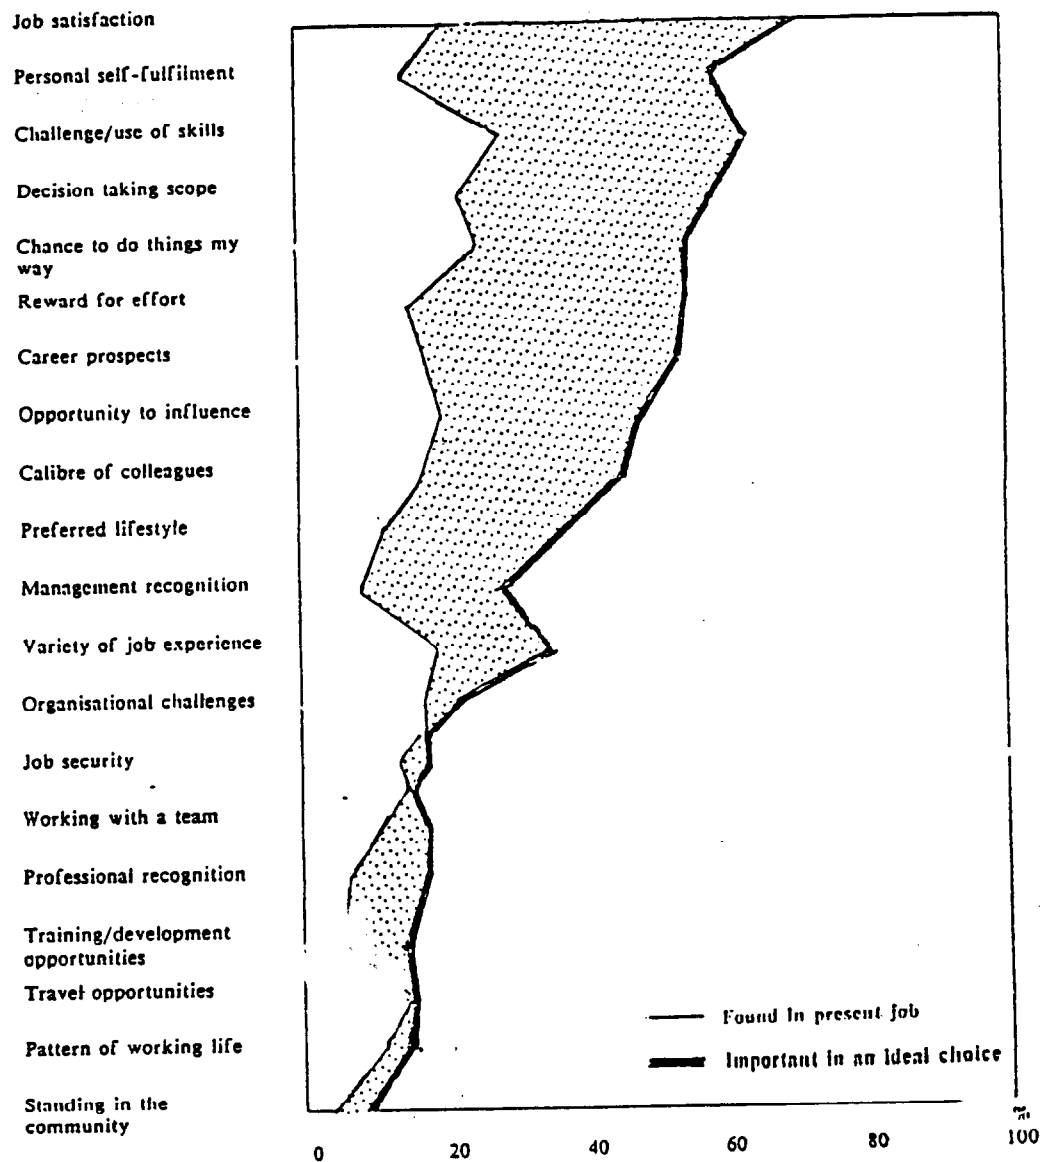 Job satisfaction
Personal self-fulfilment
Challenge/use of skills
Decision taking scope
Chance to do things my
way
Reward for effort
Career prospects
Opportunity to influence
Calibre of colleagues
Preferred lifestyle
Management recognition
Variety of job experience
Organisational challenges
Job security
Working with a team
Professional recognition
Training/development
opportunities
Travel opportunities
Pattern of working life
Standing in the
community
Found in present job
Important in an ideal choice
%
0 20 40 60 80 100